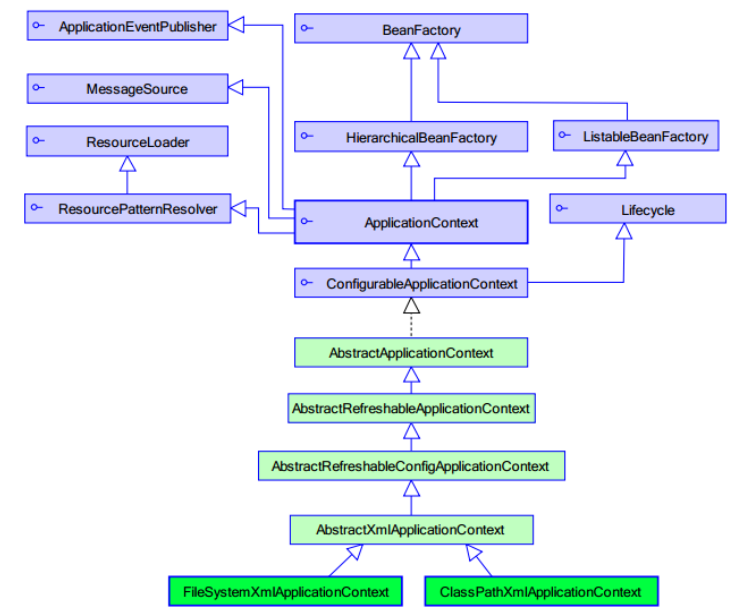 ApplicationEventPublisher
BeanFactory
MessageSource
HierarchicalBeanFactory
ListableBeanFactory
ResourceLoader
ResourcePatternResolver
ApplicationContext
Lifecycle
ConfigurableApplicationContext
AbstractApplicationContext
AbstractRefreshableApplicationContext
AbstractRefreshableConfigApplicationContext
AbstractXmlApplicationContext
FileSystemXmlApplicationContext
ClassPathXmlApplicationContext